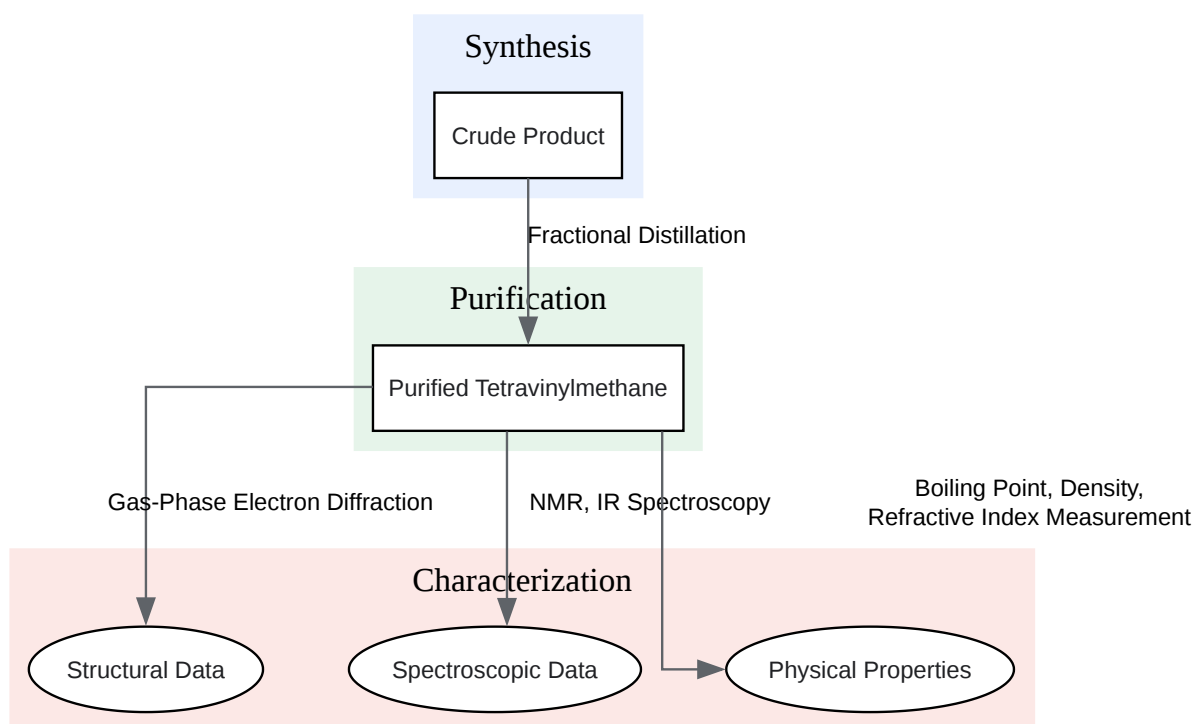 Synthesis
Crude Product
Fractional Distillation
Purification
Purified Tetravinylmethane
Gas-Phase Electron Diffraction
NMR, IR Spectroscopy
Boiling Point, Density,
Refractive Index Measurement
Characterization
Structural Data
Spectroscopic Data
Physical Properties